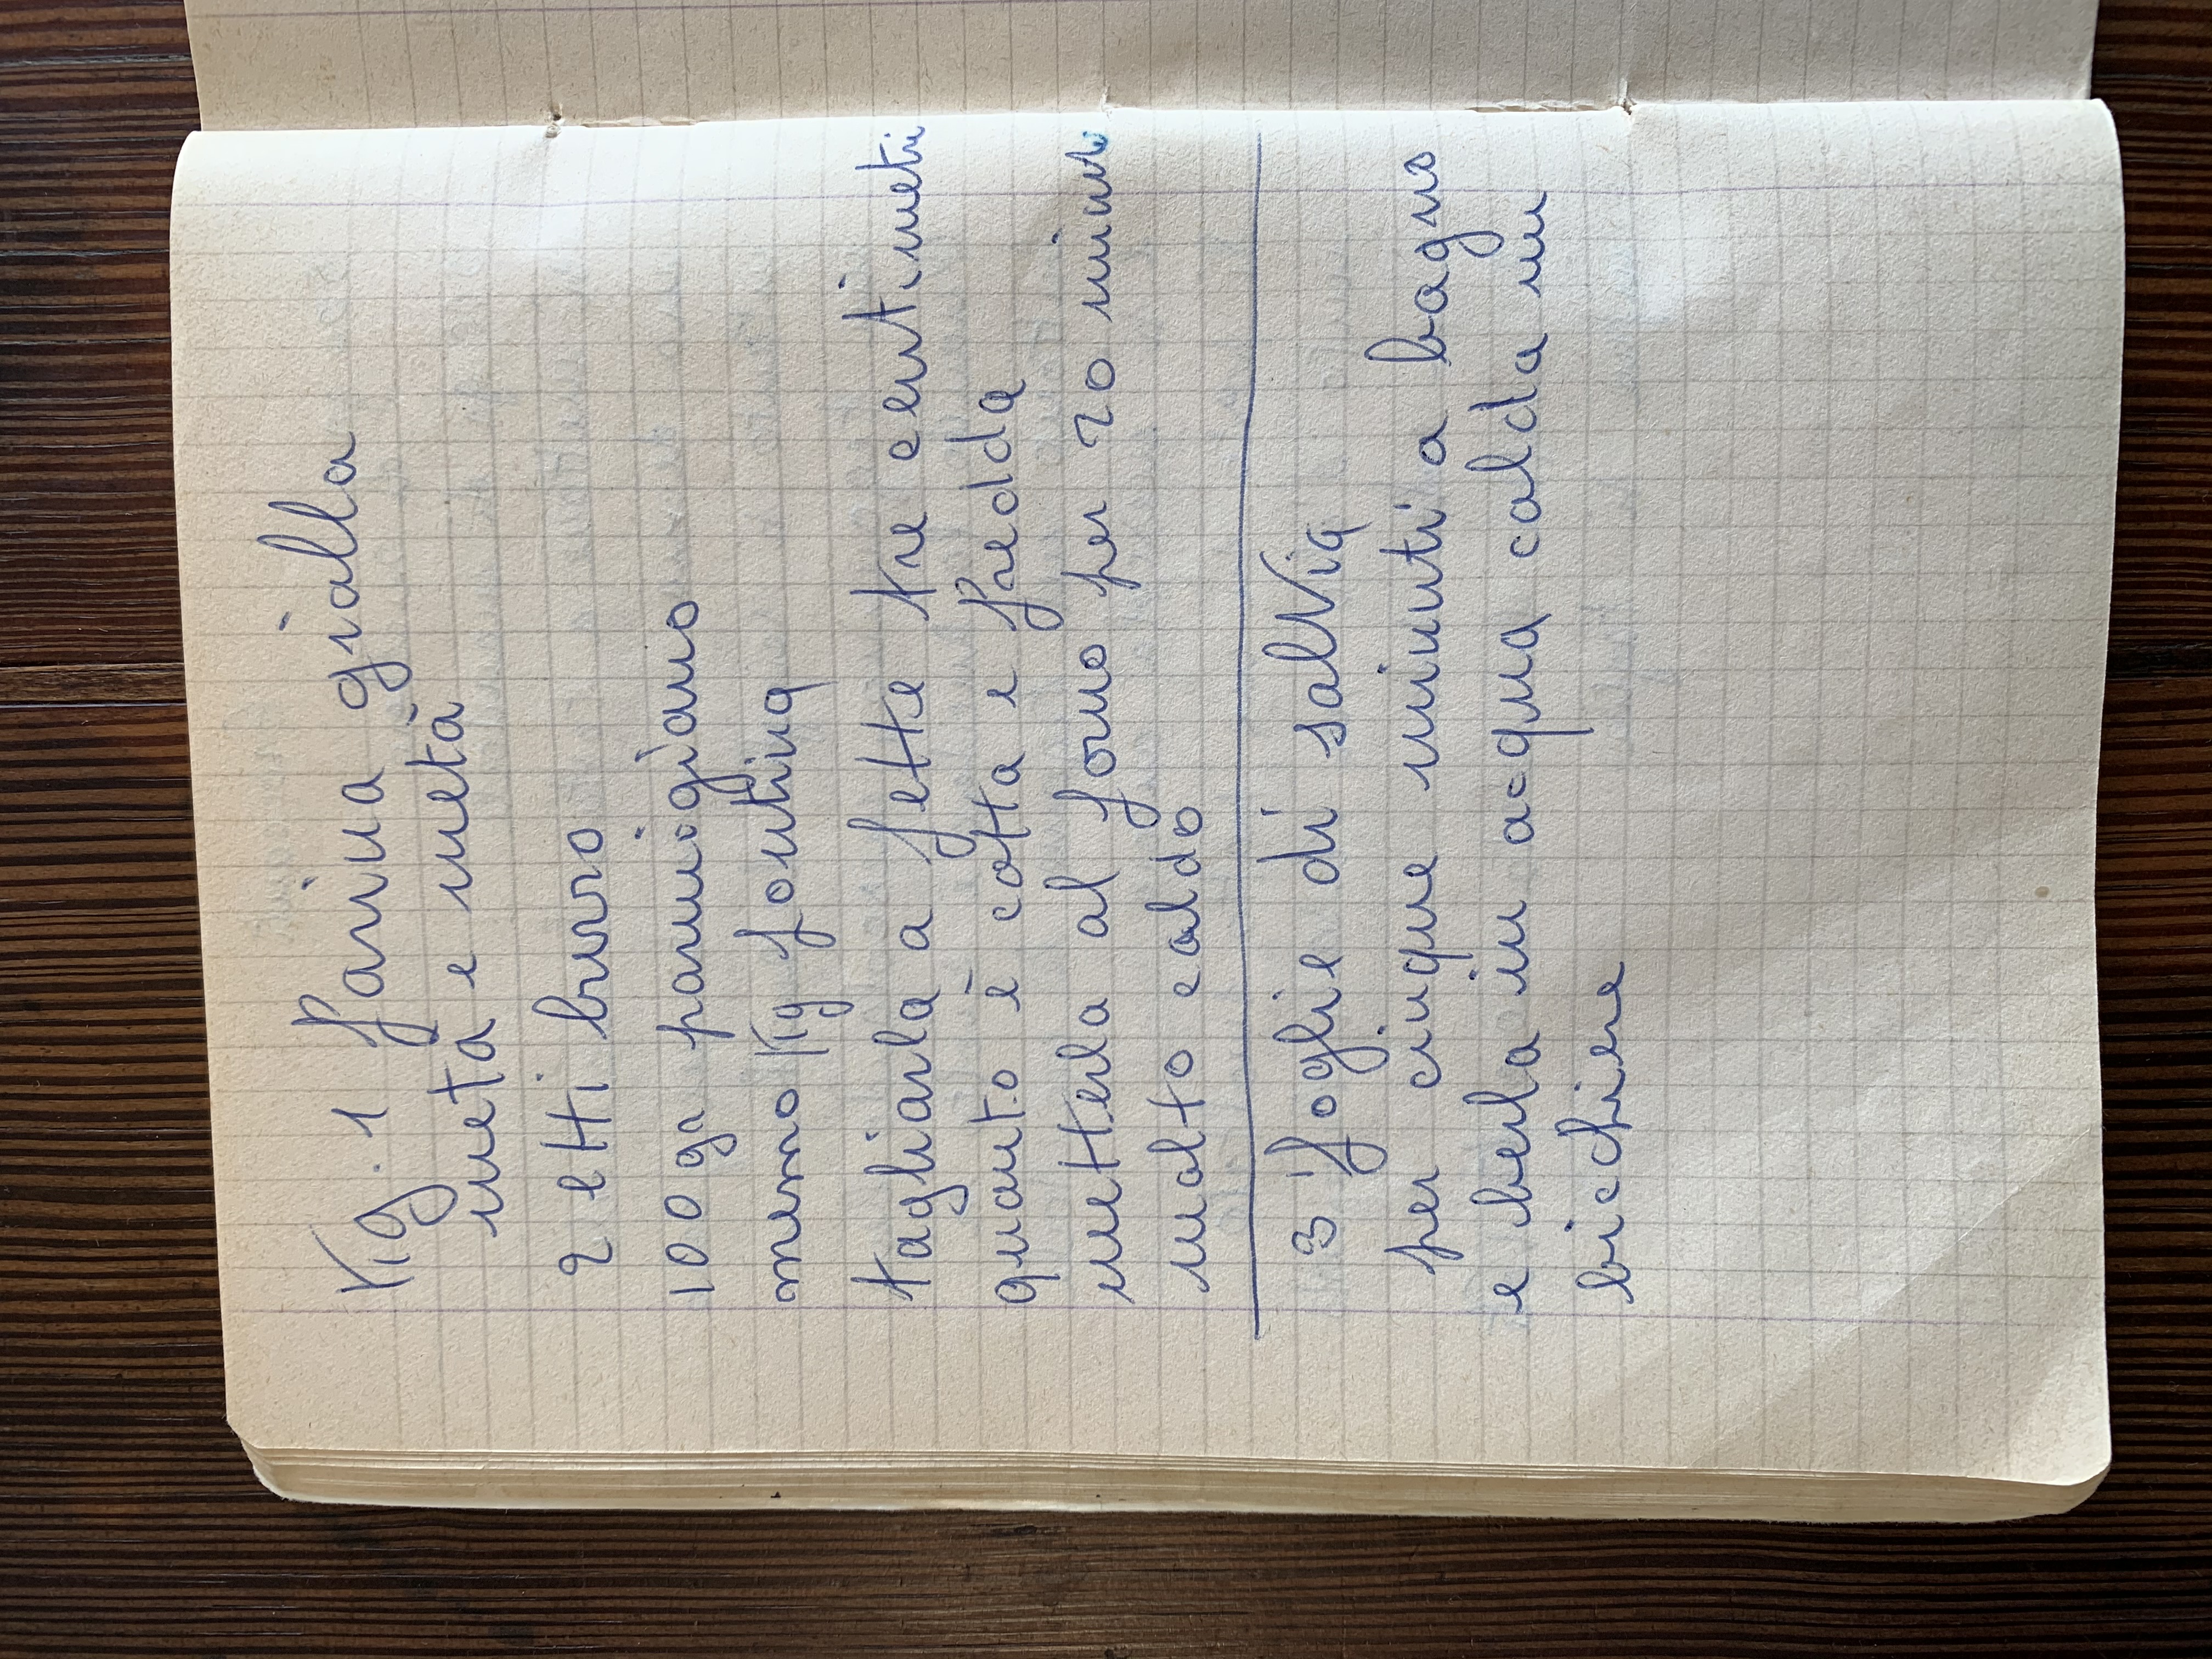 Kg. 1 farina gialla
metà e metà
2 etti burro
100 gr parmigiano
memo Kg fontina
tagliarla a fette tre centimetri
quanto è cotta e fredda
metterla al forno per 20 minuti
molto caldo
3 foglie di salvia
per cinque minuti a bagno
e berla in acqua calda un
bicchiere